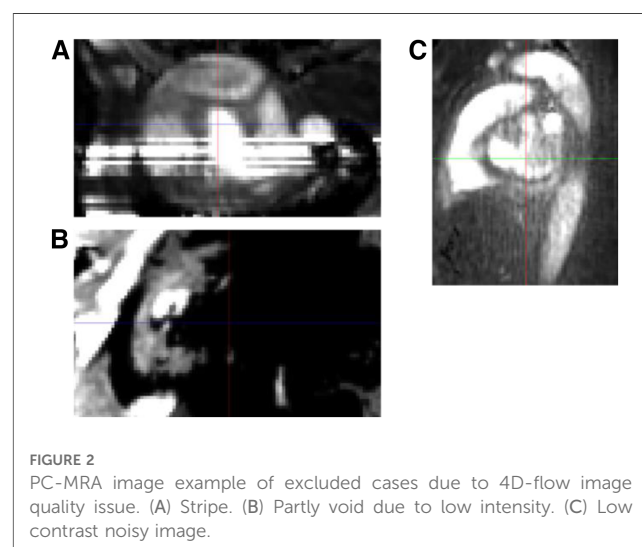 A
B
C
FIGURE 2
PC-MRA image example of excluded cases due to 4D-flow image
quality issue. (A) Stripe. (B) Partly void due to low intensity. (C) Low
contrast noisy image.